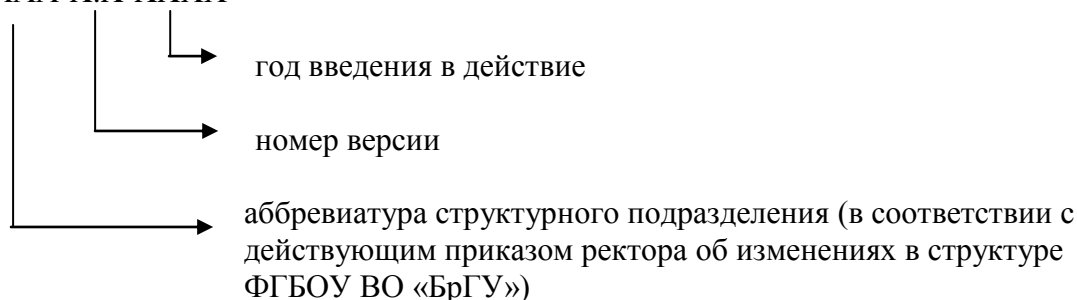 год введения в действие
номер версии
аббревиатура структурного подразделения (в соответствии с
действующим приказом ректора об изменениях в структуре
ФГБОУ ВО «БрГУ»)